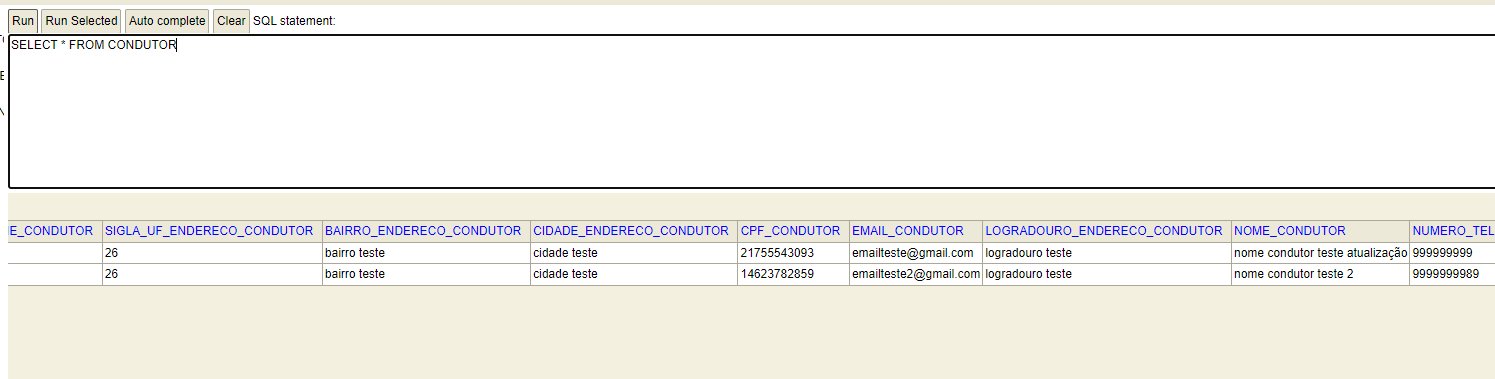 Run Run Selected Auto complete Clear SQL statement:
SELECT * FROM CONDUTOR
E_CONDUTOR SIGLA_UF_ENDERECO_CONDUTOR BAIRRO_ENDERECO_CONDUTOR CIDADE_ENDERECO_CONDUTOR CPF_CONDUTOR EMAIL_CONDUTOR LOGRADOURO_ENDERECO_CONDUTOR NOME_CONDUTOR NUMERO_TEL
26 bairro teste cidade teste 21755543093 emailteste@gmail.com logradouro teste nome condutor teste atualização 999999999
26 bairro teste cidade teste 14623782859 emailteste2@gmail.com logradouro teste nome condutor teste 2 9999999989